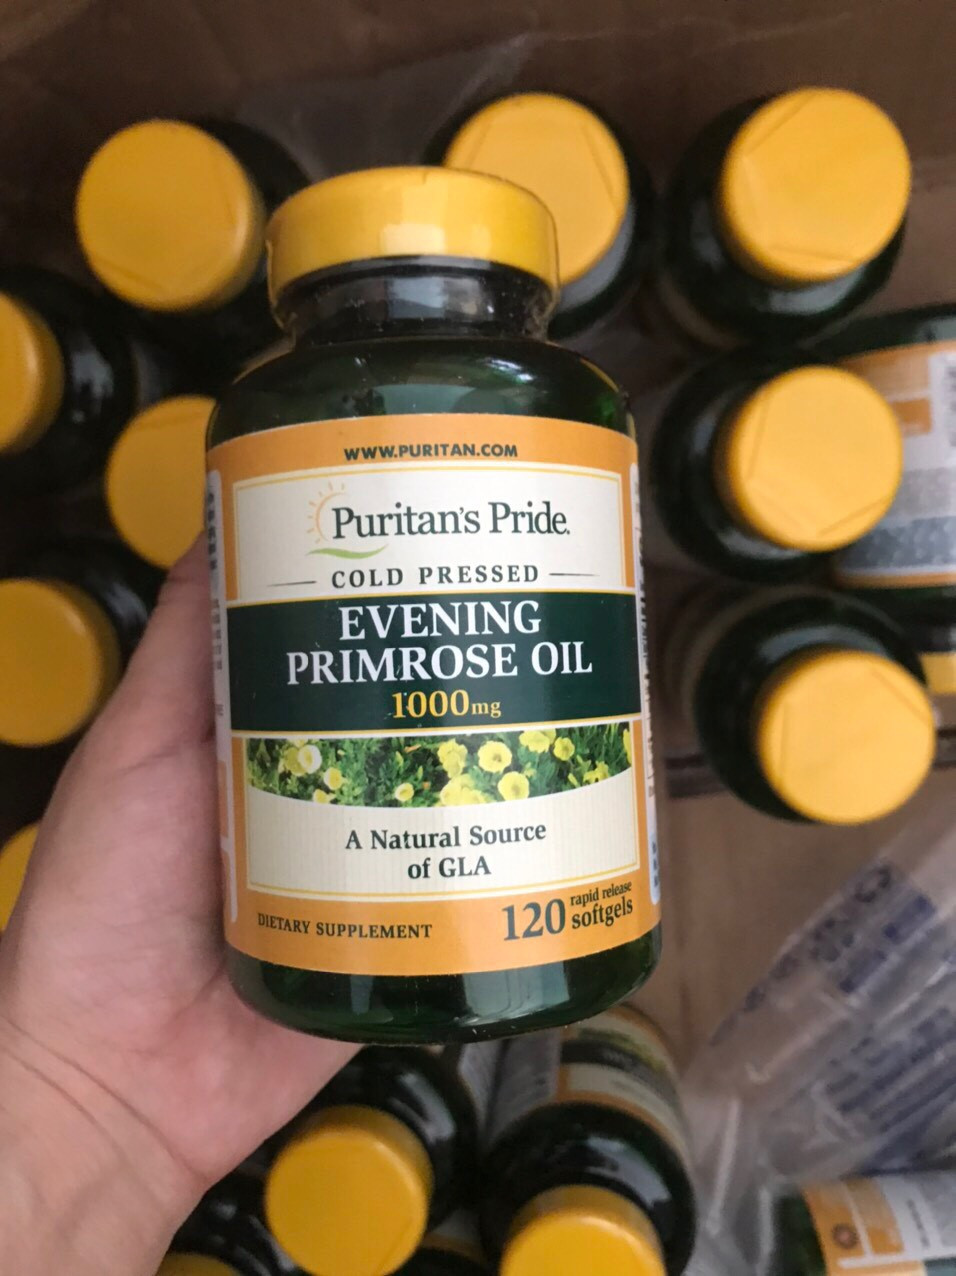 WWW.PURITAN.COM
Puritan's Pride.
COLD PRESSED
EVENING
PRIMROSE OIL
1000mg
A Natural Source
of GLA
DIETARY SUPPLEMENT
120 rapid release
softgels